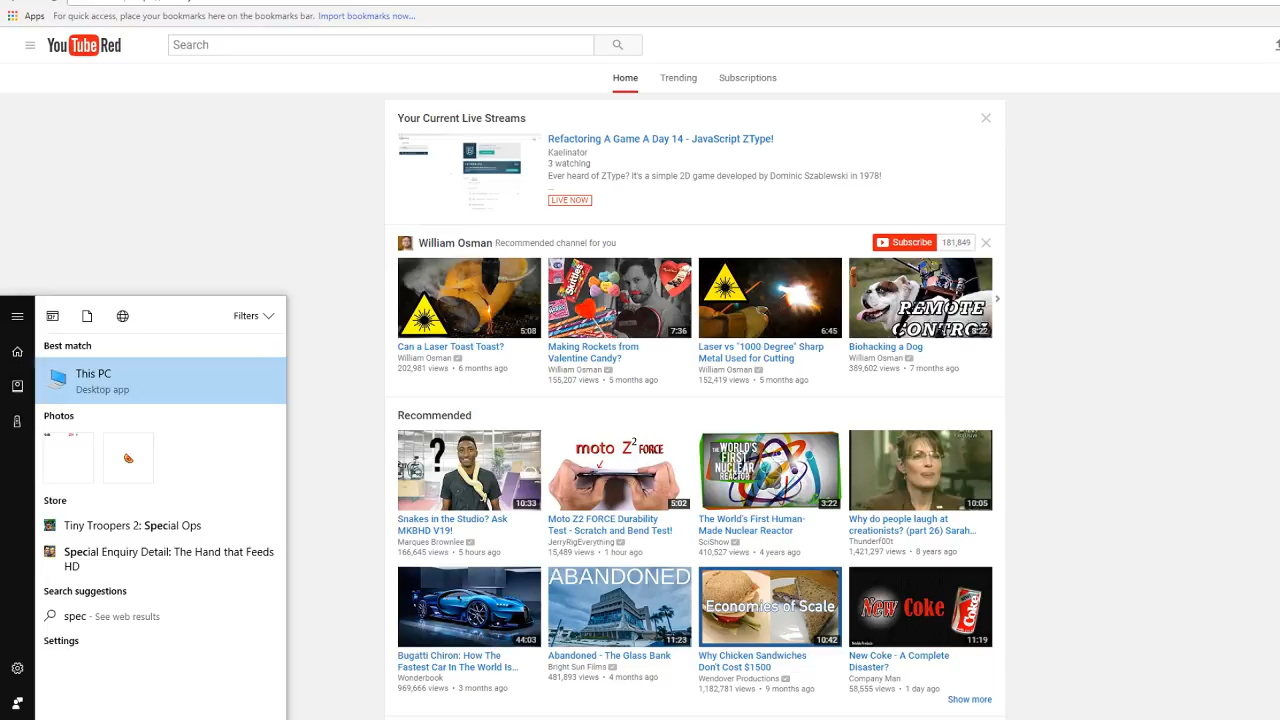 Apps For quick access, place your bookmarks here on the bookmarks bar. Import bookmarks now...
YouTube Red
Search
Home Trending Subscriptions
Your Current Live Streams
Refactoring A Game A Day 14 - JavaScript ZType!
Kaelinator
3 watching
Ever heard of ZType? It's a simple 2D game developed by Dominic Szablewski in 1978!
...
LIVE NOW
William Osman Recommended channel for you
Subscribe 181,849
5:08
Can a Laser Toast Toast?
William Osman
202,981 views • 6 months ago
Skittles
7:36
Making Rockets from
Valentine Candy?
William Osman
155,207 views • 5 months ago
6:45
Laser vs "1000 Degree" Sharp
Metal Used for Cutting
William Osman
152,419 views • 5 months ago
REMOTE
CONTROL
Biohacking a Dog
William Osman
389,602 views • 7 months ago
Recommended
?
10:33
Snakes in the Studio? Ask
MKBHD V19!
Marques Brownlee
166,645 views • 5 hours ago
moto Z2 FORCE
5:02
Moto Z2 FORCE Durability
Test - Scratch and Bend Test!
JerryRigEverything
15,489 views • 1 hour ago
THE WORLD'S
FIRST
NUCLEAR
REACTOR
3:22
The World's First Human-
Made Nuclear Reactor
SciShow
410,527 views • 4 years ago
10:05
Why do people laugh at
creationists? (part 26) Sarah...
Thunderf00t
1,421,297 views • 8 years ago
44:03
Bugatti Chiron: How The
Fastest Car In The World Is...
Wonderbook
969,666 views • 3 months ago
ABANDONED
11:23
Abandoned - The Glass Bank
Bright Sun Films
481,893 views • 4 months ago
Economies of Scale
10:42
Why Chicken Sandwiches
Don't Cost $1500
Wendover Productions
1,182,781 views • 9 months ago
New Coke
11:19
New Coke - A Complete
Disaster?
Company Man
58,555 views • 1 day ago
Show more
Filters
Best match
This PC
Desktop app
Photos
Store
Tiny Troopers 2: Special Ops
Special Enquiry Detail: The Hand that Feeds
HD
Search suggestions
spec - See web results
Settings